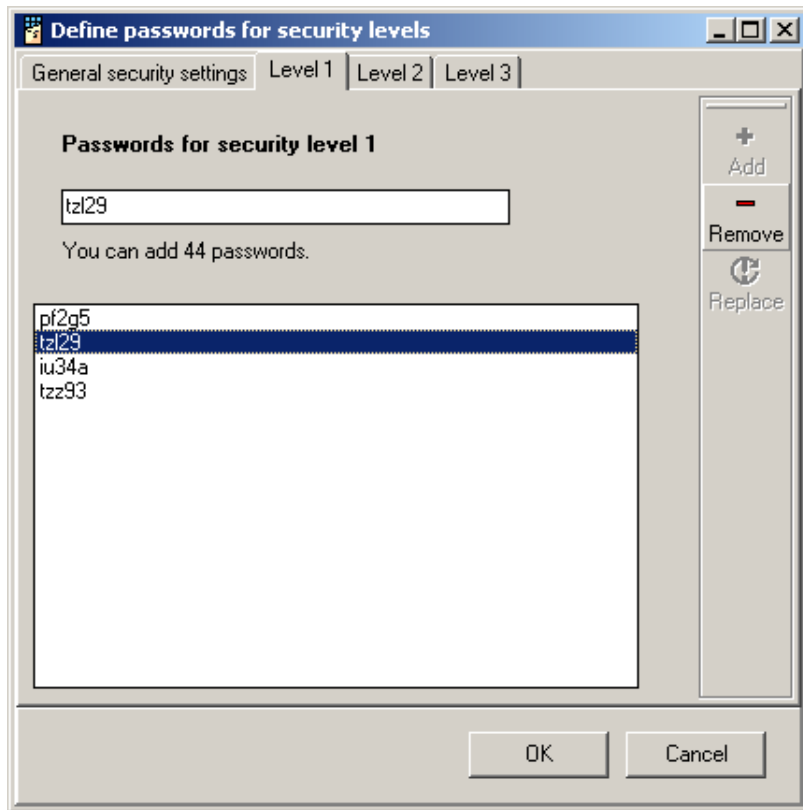 Define passwords for security levels
General security settings Level 1 Level 2 Level 3
Passwords for security level 1
Add
tzl29
Remove
You can add 44 passwords.
Replace
pf2g5
tzl29
iu34a
tzz93
OK Cancel